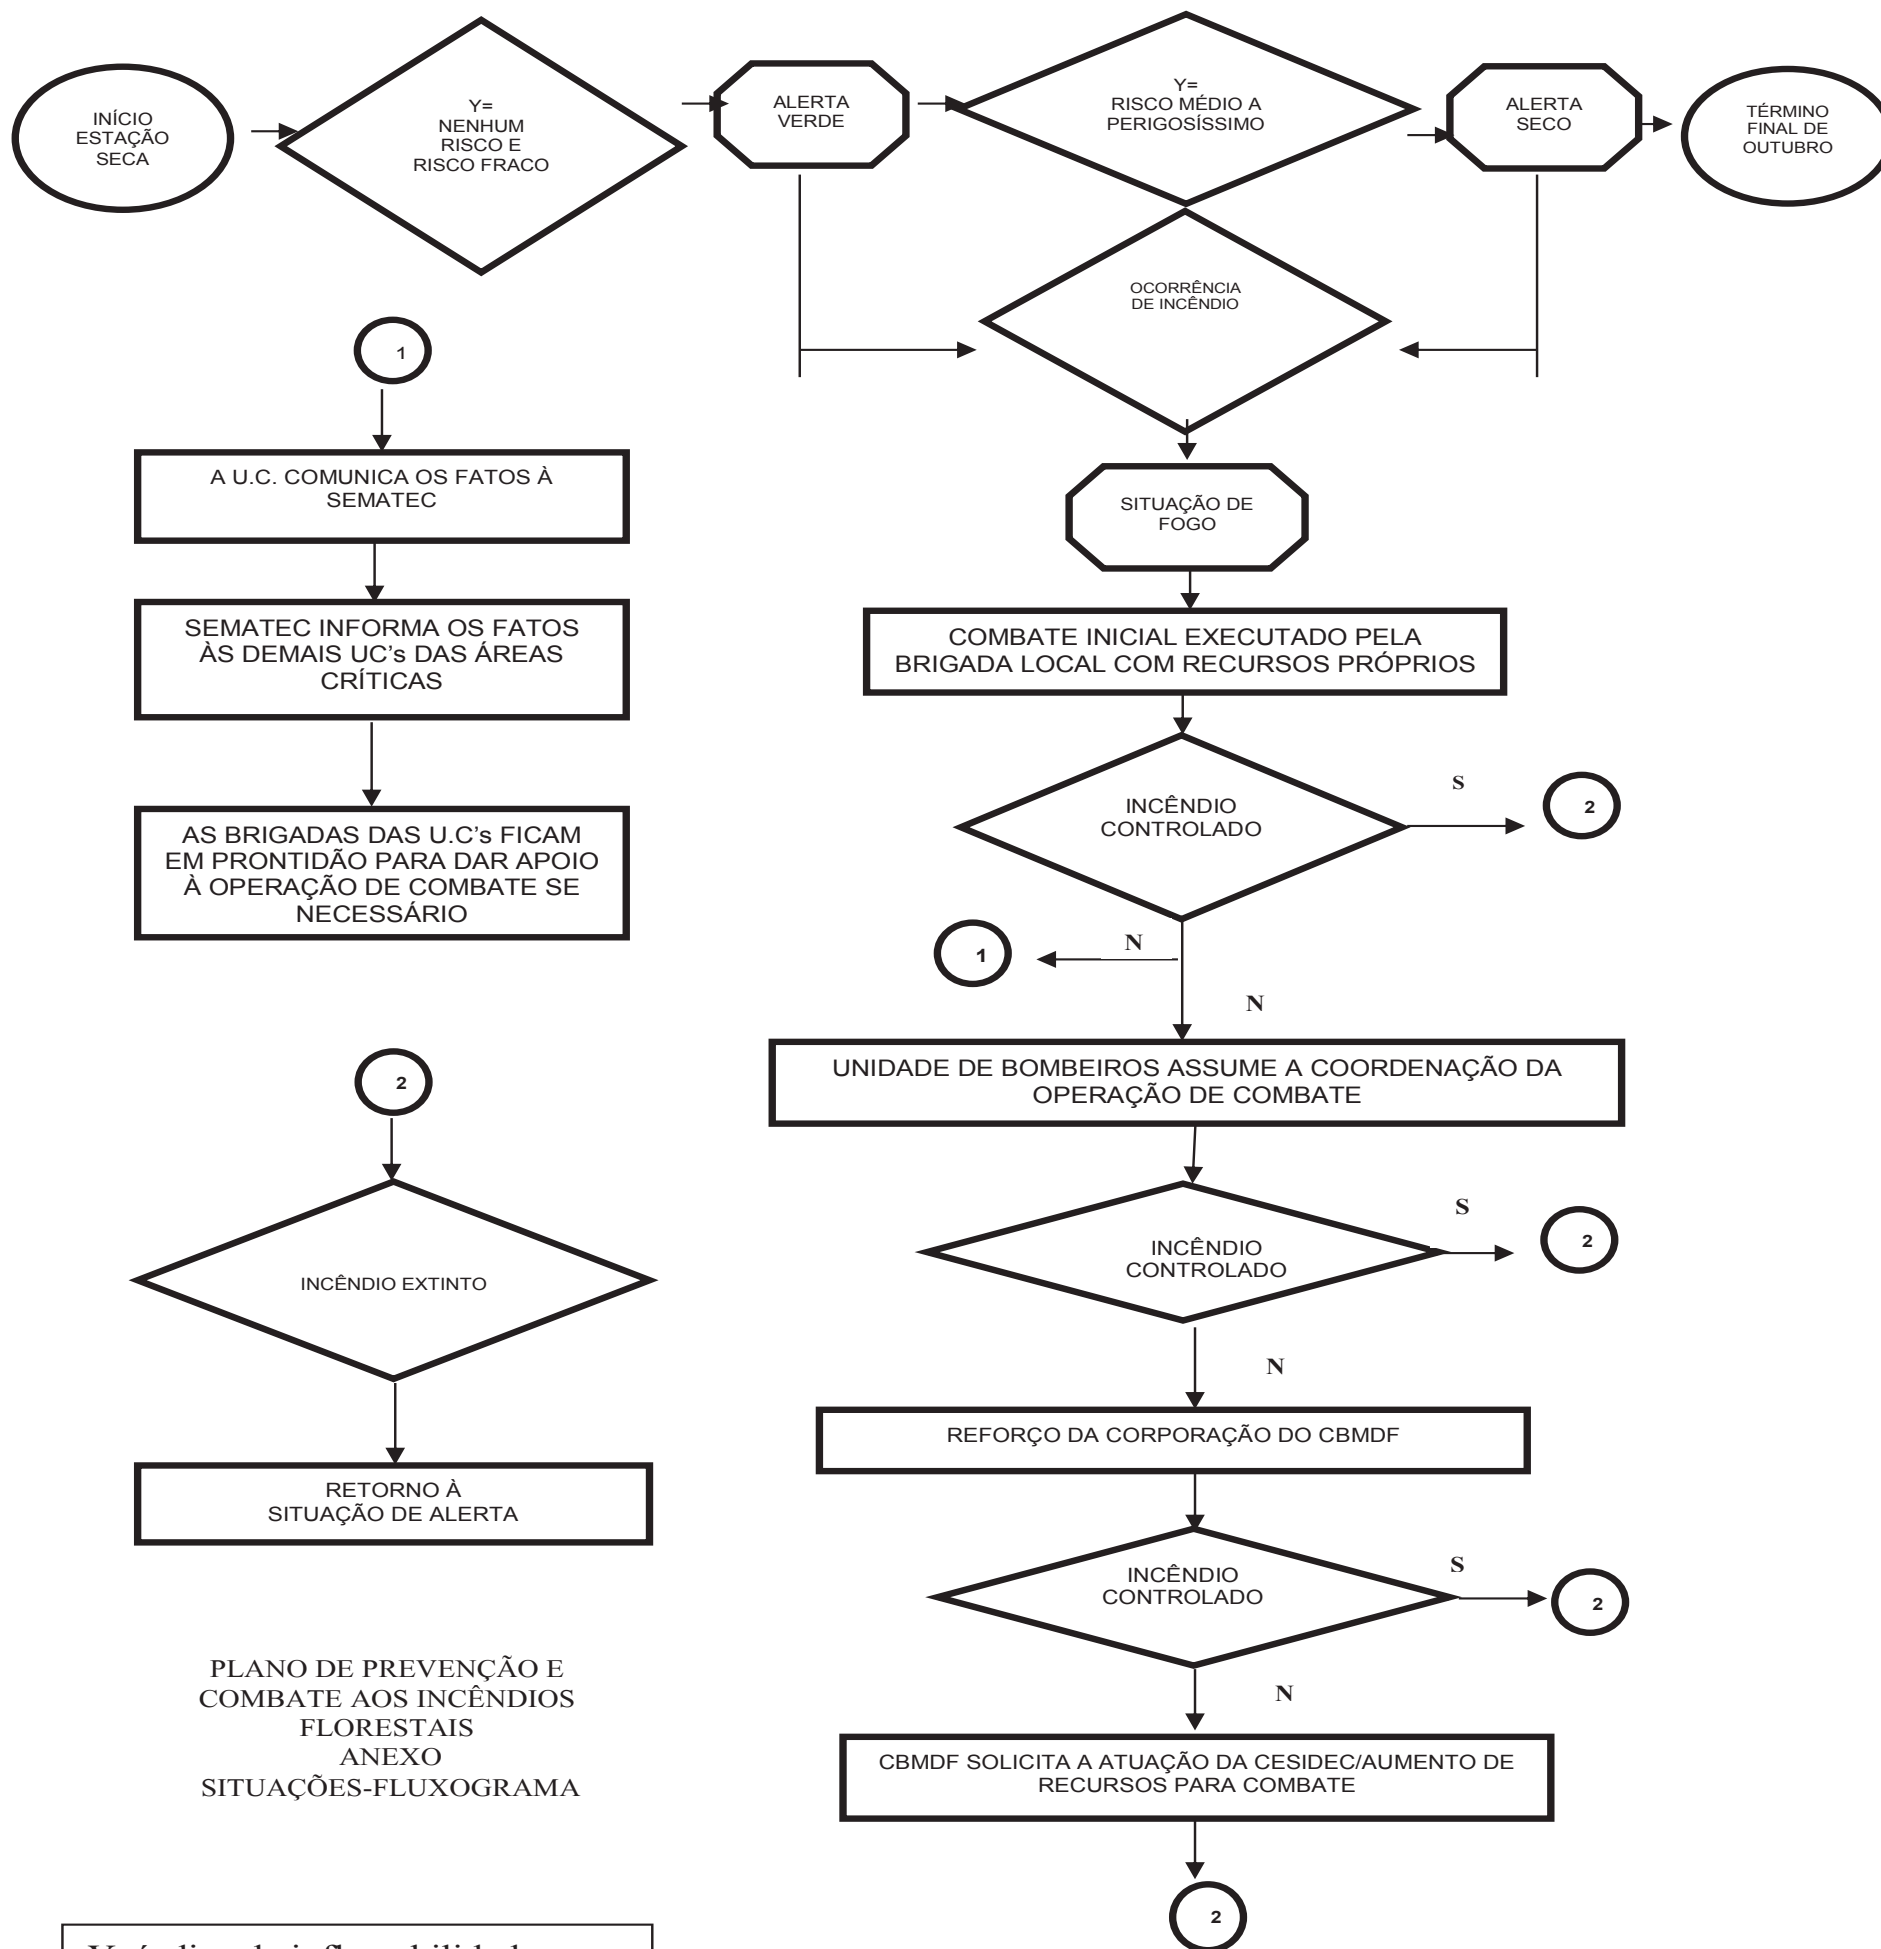 INÍCIO
ESTAÇÃO
SECA
Y=
NENHUM
RISCO E
RISCO FRACO
ALERTA
VERDE
Y=
RISCO MÉDIO A
PERIGOSÍSSIMO
ALERTA
SECO
TÉRMINO
FINAL DE
OUTUBRO
OCORRÊNCIA
DE INCÊNDIO
1
A U.C. COMUNICA OS FATOS À
SEMATEC
SEMATEC INFORMA OS FATOS
ÀS DEMAIS UC's DAS ÁREAS
CRÍTICAS
AS BRIGADAS DAS U.C's FICAM
EM PRONTIDÃO PARA DAR APOIO
À OPERAÇÃO DE COMBATE SE
NECESSÁRIO
SITUAÇÃO DE
FOGO
COMBATE INICIAL EXECUTADO PELA
BRIGADA LOCAL COM RECURSOS PRÓPRIOS
INCÊNDIO
CONTROLADO
S
2
N
1
N
UNIDADE DE BOMBEIROS ASSUME A COORDENAÇÃO DA
OPERAÇÃO DE COMBATE
INCÊNDIO
CONTROLADO
S
2
N
REFORÇO DA CORPORAÇÃO DO CBMDF
INCÊNDIO
CONTROLADO
S
2
N
CBMDF SOLICITA A ATUAÇÃO DA CESIDEC/AUMENTO DE
RECURSOS PARA COMBATE
2
2
INCÊNDIO EXTINTO
RETORNO À
SITUAÇÃO DE ALERTA
PLANO DE PREVENÇÃO E
COMBATE AOS INCÊNDIOS
FLORESTAIS
ANEXO
SITUAÇÕES-FLUXOGRAMA